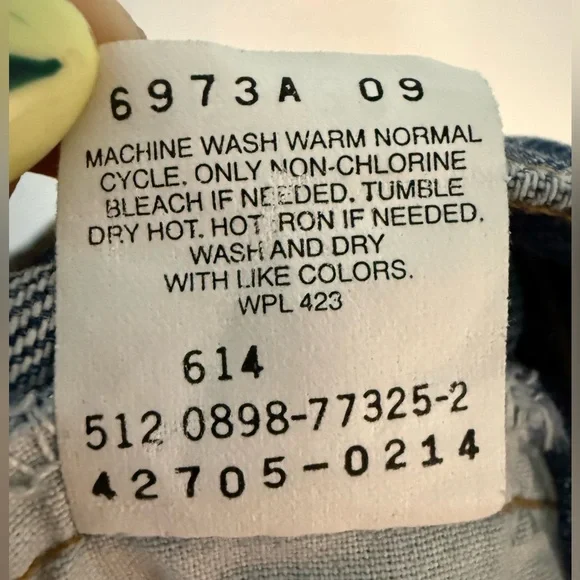 6973A 09
MACHINE WASH WARM NORMAL
CYCLE. ONLY NON-CHLORINE
BLEACH IF NEEDED. TUMBLE
DRY HOT. HOT IRON IF NEEDED.
WASH AND DRY
WITH LIKE COLORS.
WPL 423
614
512 0898-77325-2
42705-0214